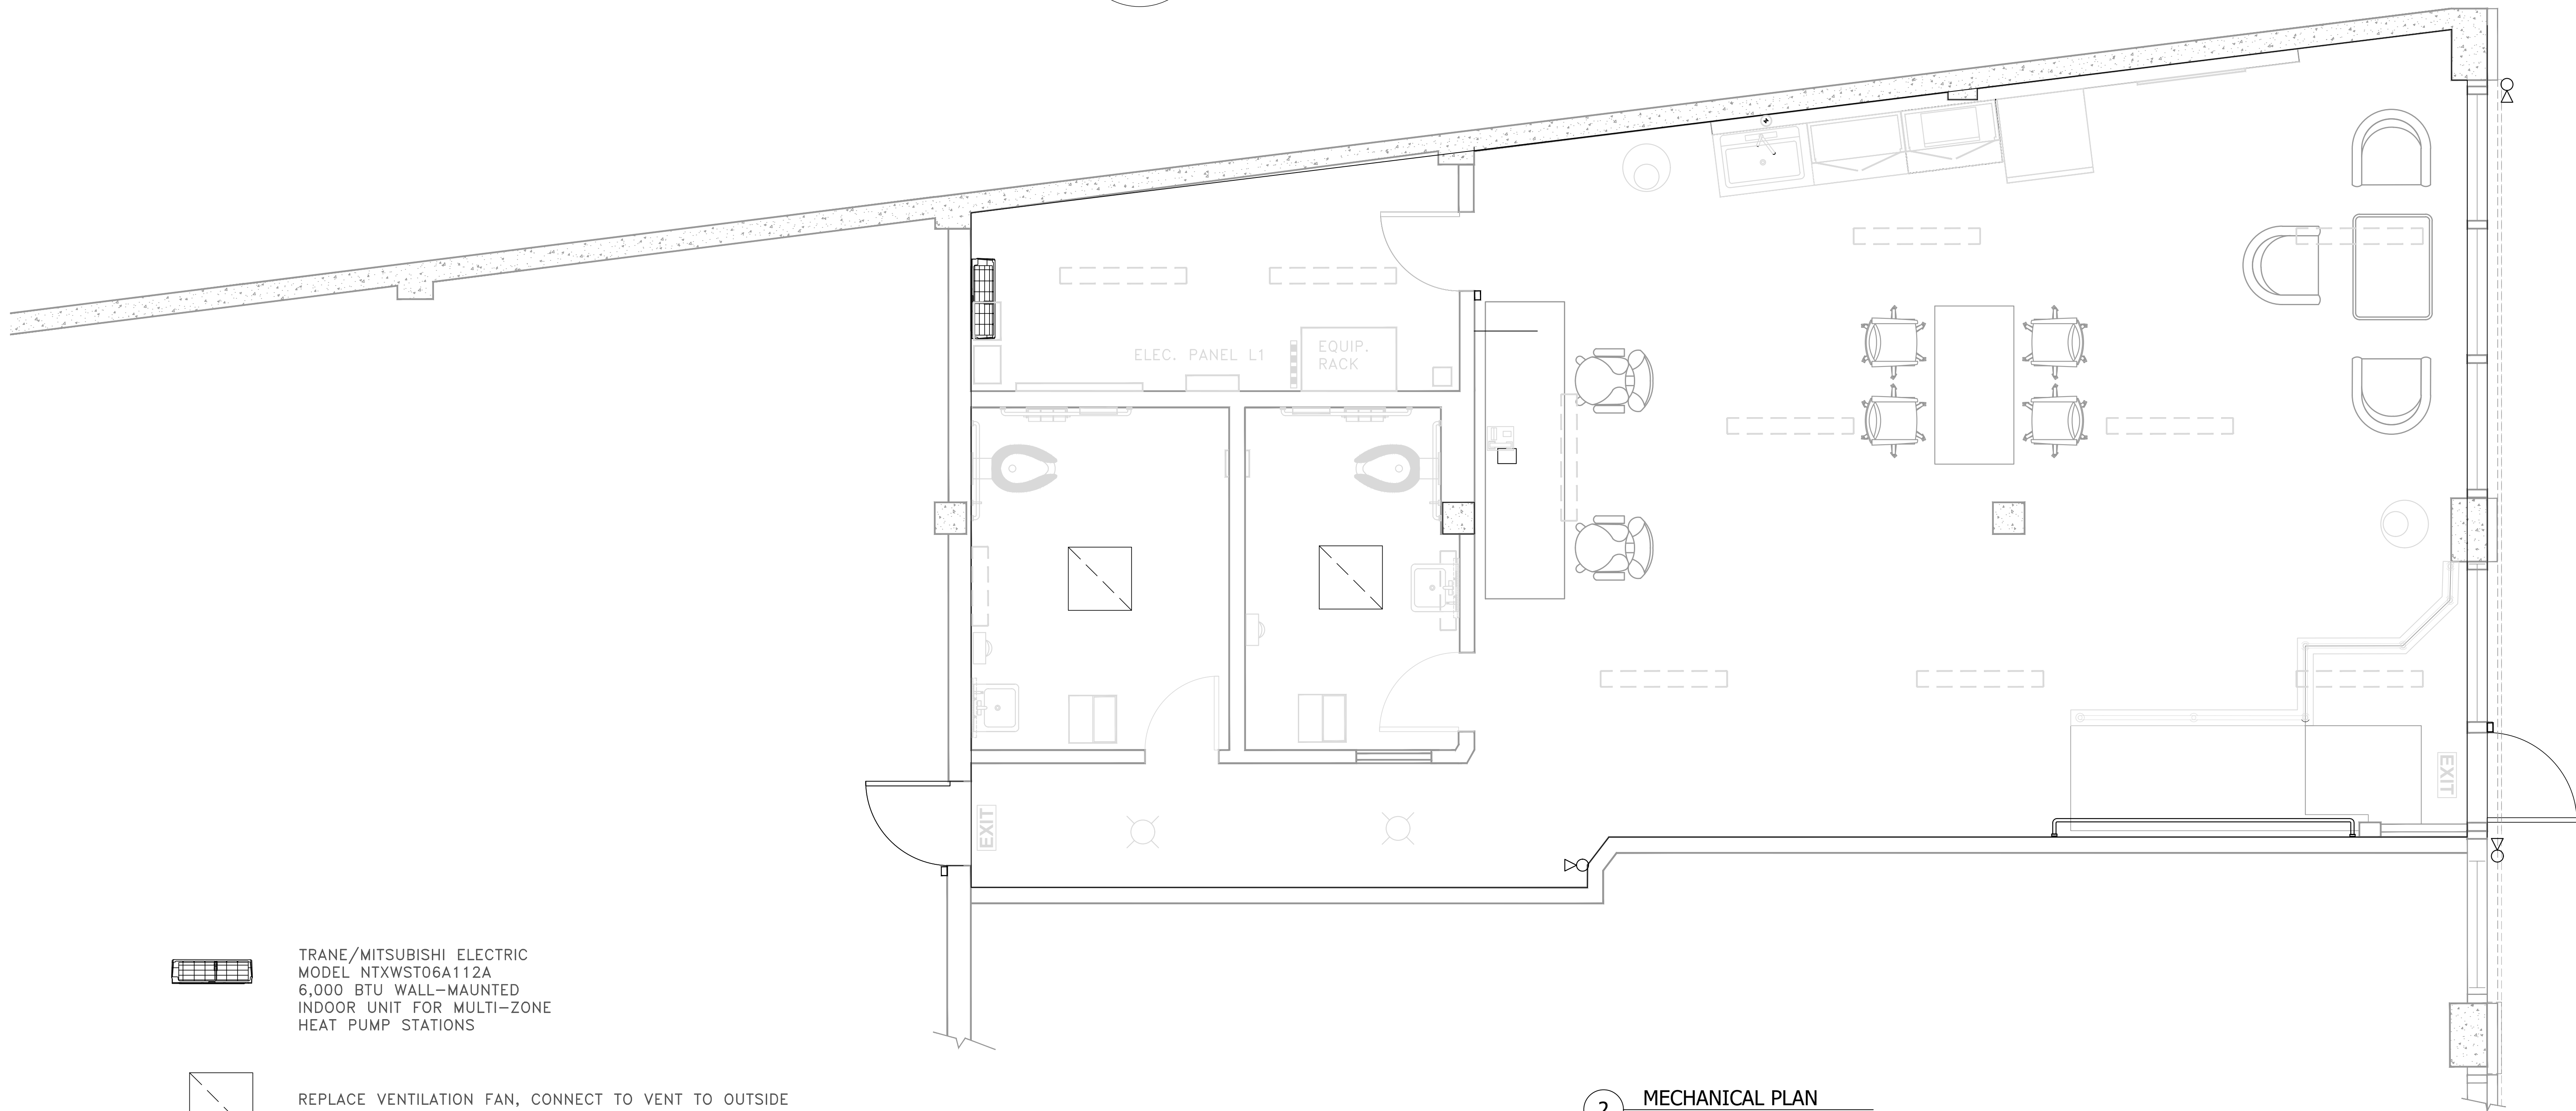 ELEC. PANEL L1
EQUIP.
RACK
EXIT
EXIT
TRANE/MITSUBISHI ELECTRIC
MODEL NTXWST06A112A
6,000 BTU WALL-MAUNTED
INDOOR UNIT FOR MULTI-ZONE
HEAT PUMP STATIONS
REPLACE VENTILATION FAN, CONNECT TO VENT TO OUTSIDE
2
MECHANICAL PLAN